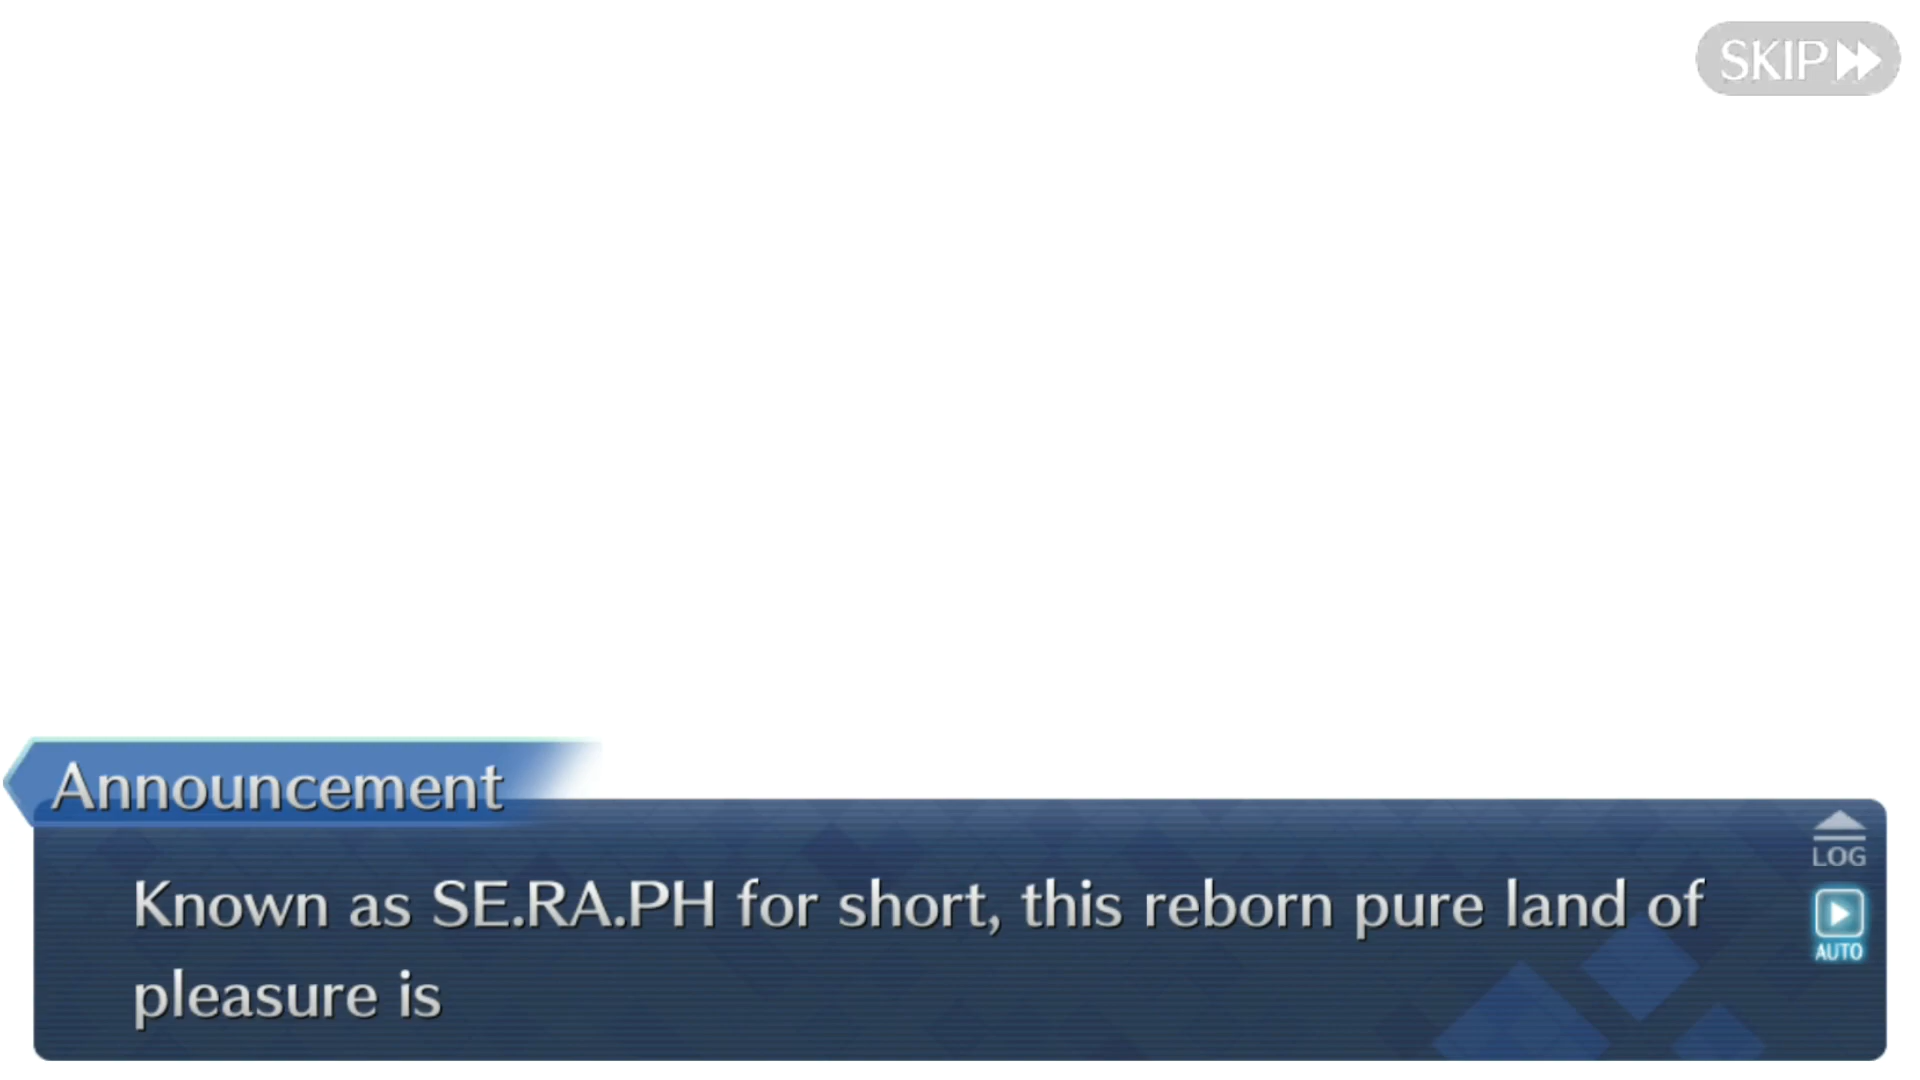 SKIP
Announcement
LOG
Known as SE.RA.PH for short, this reborn pure land of
AUTO
pleasure is